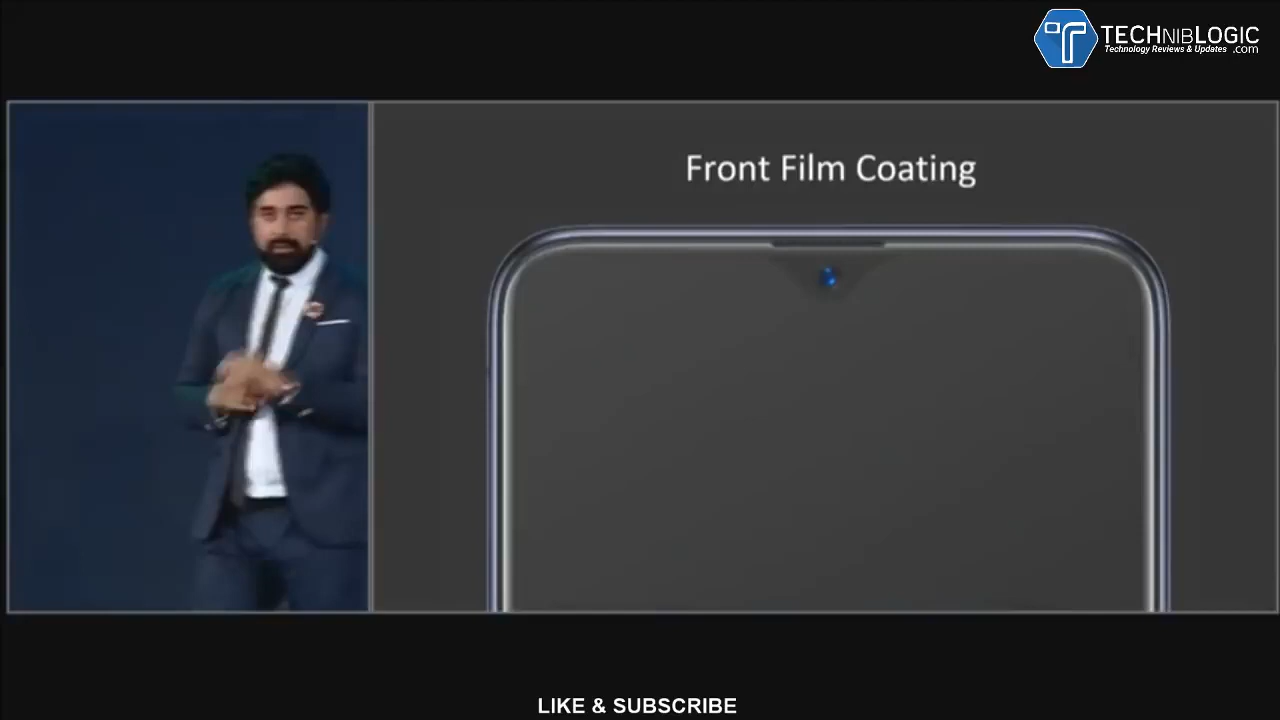 TECHNIBLOGIC
Technology Reviews & Updates .com
Front Film Coating
LIKE & SUBSCRIBE